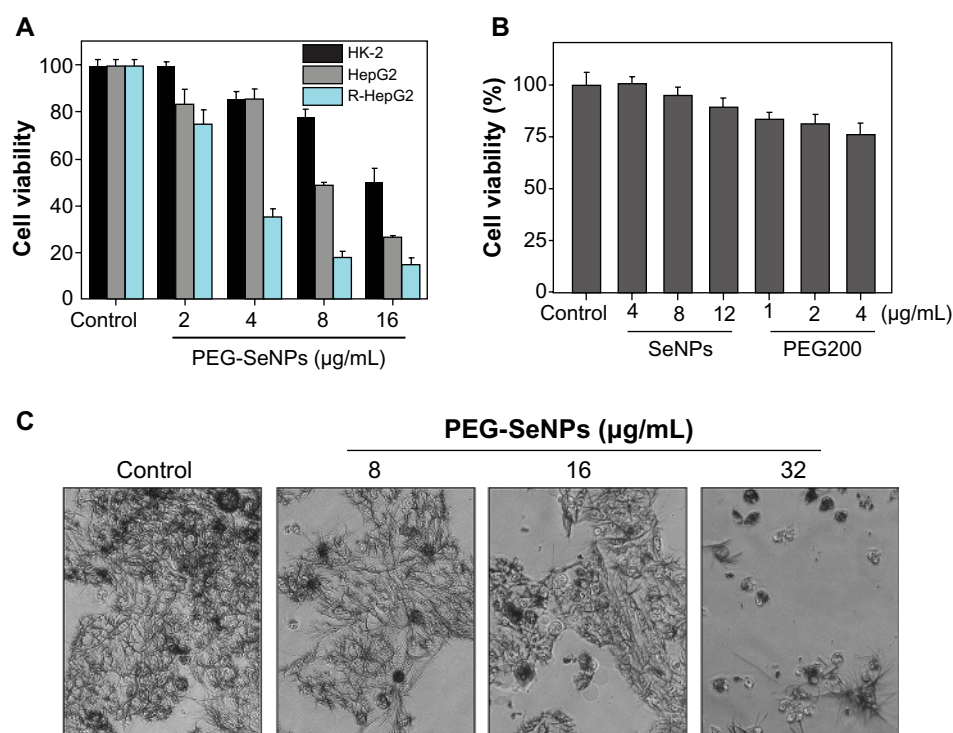 A
Cell viability
100
80
60
40
20
0
HK-2
HepG2
R-HepG2
Control
2
4
8
16
PEG-SeNPs (µg/mL)
B
Cell viability (%)
100
75
50
25
0
Control
4
8
12
1
2
4
(µg/mL)
SeNPs
PEG200
C
PEG-SeNPs (µg/mL)
Control
8
16
32